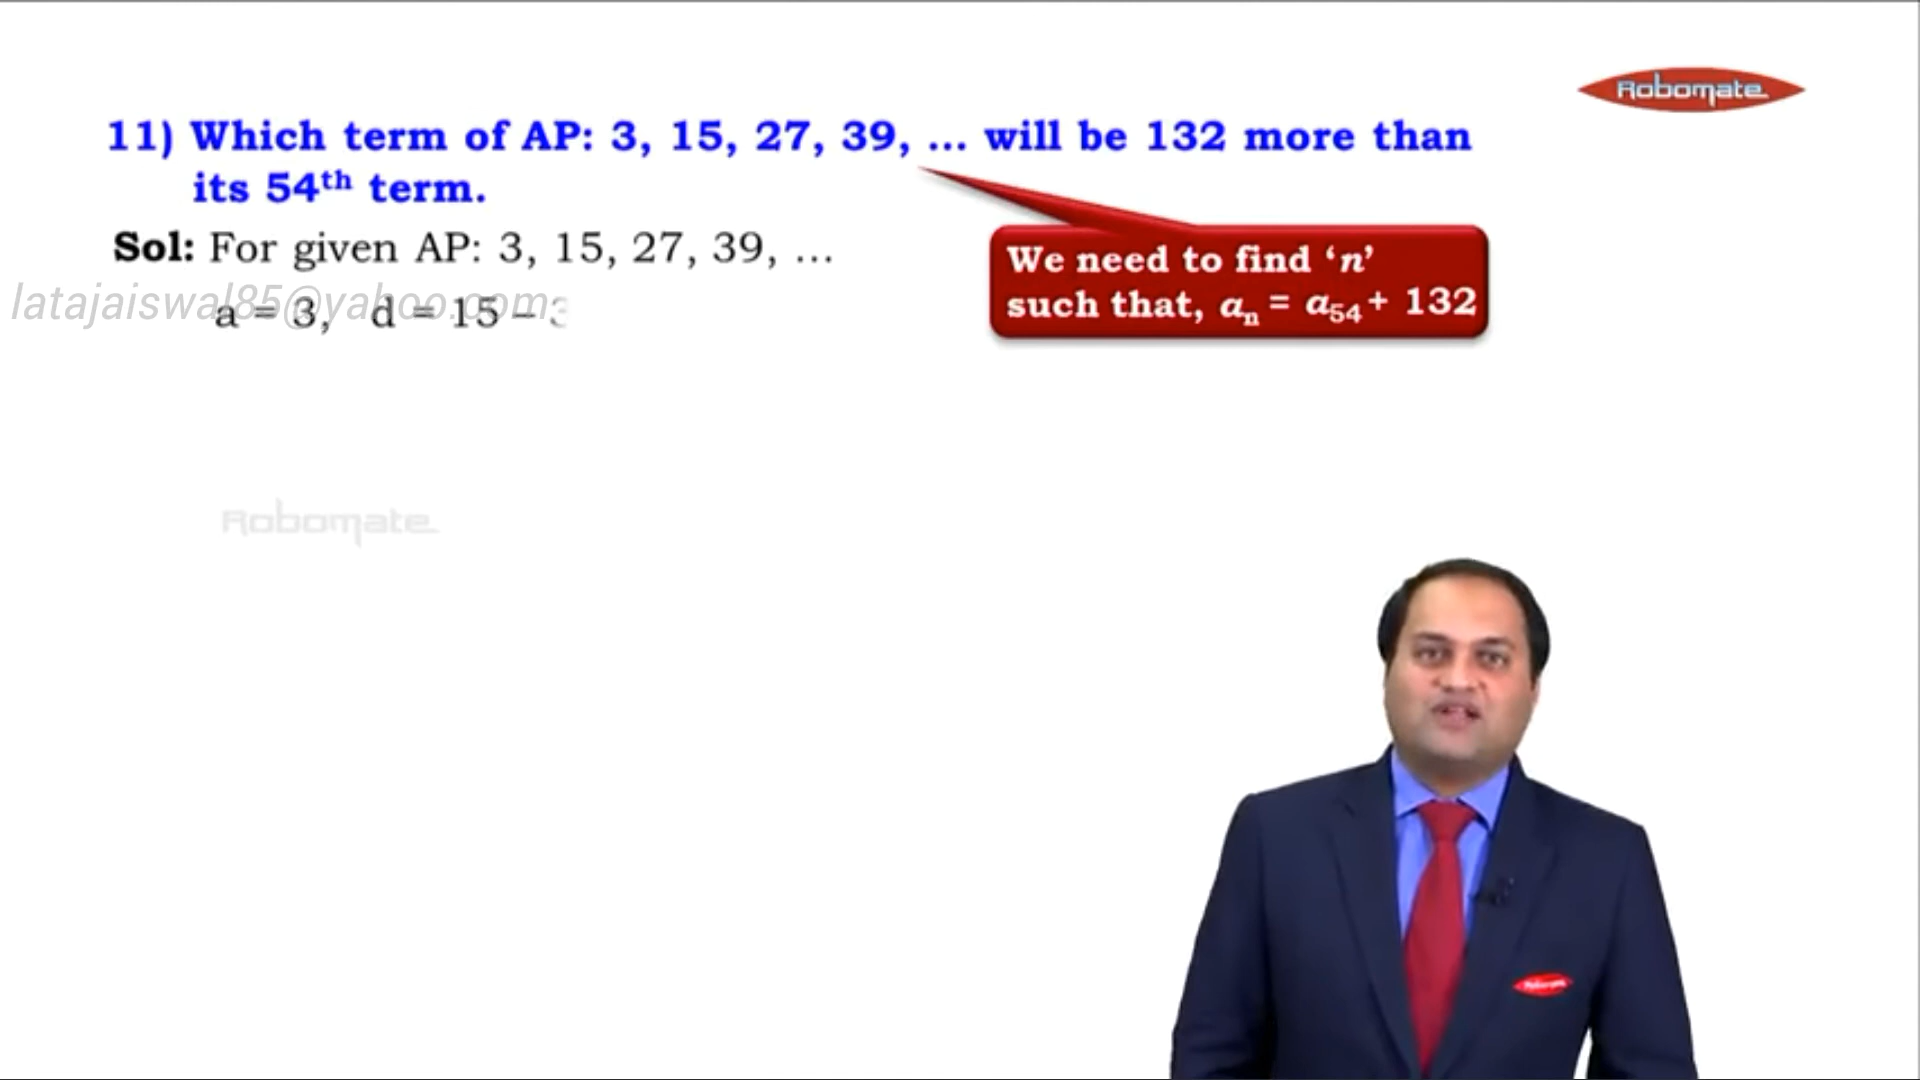 Robomate
11) Which term of AP: 3, 15, 27, 39, ... will be 132 more than
its 54th term.
Sol: For given AP: 3, 15, 27, 39, ...
We need to find ‘n’
such that, aₙ = a₅₄ + 132
latajaiswal85@yahoo.com
a = 3, d = 15 – 3
Robomate
Robomate